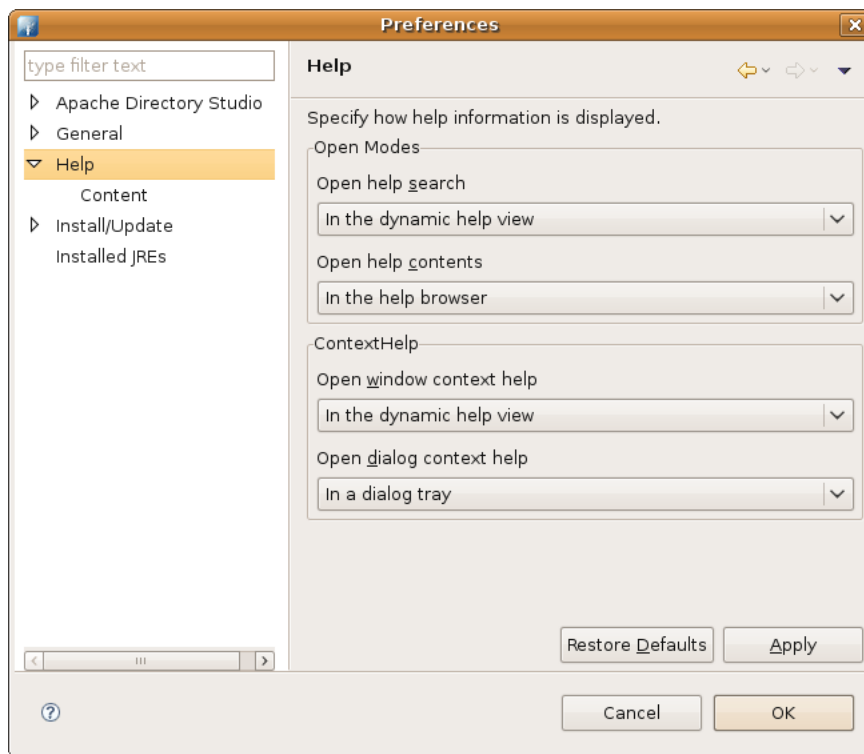 Preferences
type filter text
Apache Directory Studio
General
Help
Content
Install/Update
Installed JREs
Help
Specify how help information is displayed.
Open Modes
Open help search
In the dynamic help view
Open help contents
In the help browser
ContextHelp
Open window context help
In the dynamic help view
Open dialog context help
In a dialog tray
Restore Defaults
Apply
Cancel
OK